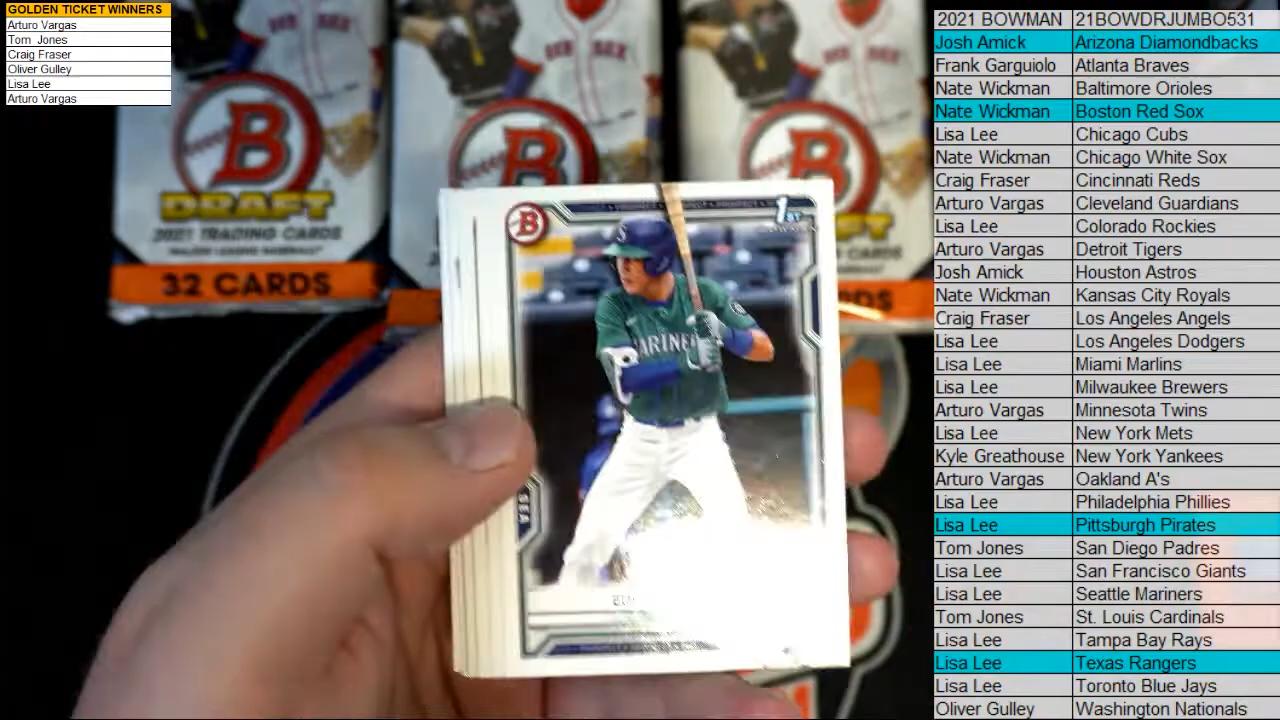 GOLDEN TICKET WINNERS
Arturo Vargas
Tom Jones
Craig Fraser
Oliver Gulley
Lisa Lee
Arturo Vargas
2021 BOWMAN 21BOWDRJUMBO531
Josh Amick Arizona Diamondbacks
Frank Garguiolo Atlanta Braves
Nate Wickman Baltimore Orioles
Nate Wickman Boston Red Sox
Lisa Lee Chicago Cubs
Nate Wickman Chicago White Sox
Craig Fraser Cincinnati Reds
Arturo Vargas Cleveland Guardians
Lisa Lee Colorado Rockies
Arturo Vargas Detroit Tigers
Josh Amick Houston Astros
Nate Wickman Kansas City Royals
Craig Fraser Los Angeles Angels
Lisa Lee Los Angeles Dodgers
Lisa Lee Miami Marlins
Lisa Lee Milwaukee Brewers
Arturo Vargas Minnesota Twins
Lisa Lee New York Mets
Kyle Greathouse New York Yankees
Arturo Vargas Oakland A's
Lisa Lee Philadelphia Phillies
Lisa Lee Pittsburgh Pirates
Tom Jones San Diego Padres
Lisa Lee San Francisco Giants
Lisa Lee Seattle Mariners
Tom Jones St. Louis Cardinals
Lisa Lee Tampa Bay Rays
Lisa Lee Texas Rangers
Lisa Lee Toronto Blue Jays
Oliver Gulley Washington Nationals
RED SOX
B
DRAFT
2021 TRADING CARDS
MAJOR LEAGUE BASEBALL
32 CARDS
B
B
B
1ST
S
MARINE
SEA